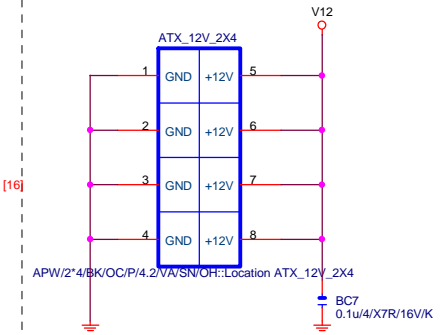 V12
ATX_12V_2X4
1 GND +12V 5
2 GND +12V 6
[16]
3 GND +12V 7
4 GND +12V 8
APW/2*4/BK/OC/P/4.2/VA/SN/OH::Location ATX_12V_2X4
BC7
0.1u/4/X7R/16V/K